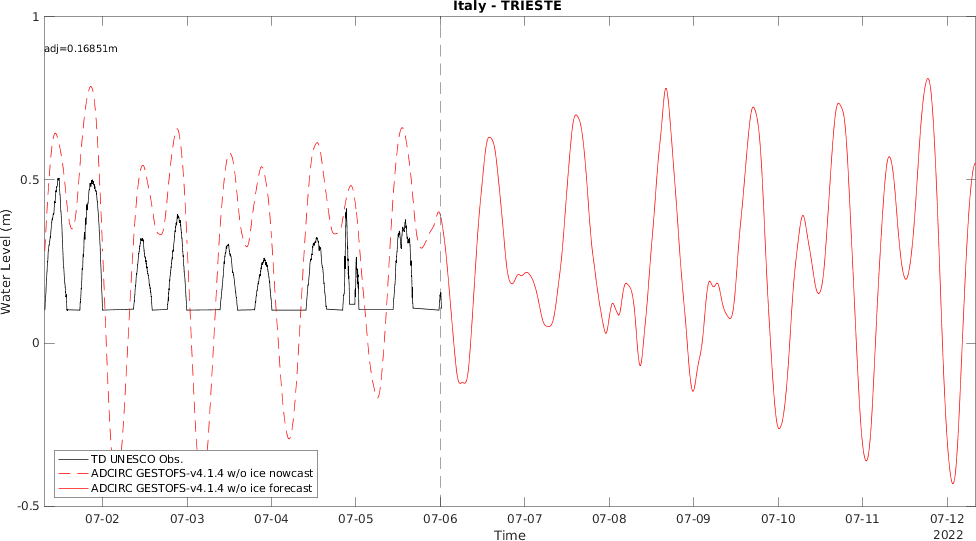 Italy - TRIESTE
adj=0.16851m
1
0.5
0
-0.5
Water Level (m)
TD UNESCO Obs.
ADCIRC GESTOFS-v4.1.4 w/o ice nowcast
ADCIRC GESTOFS-v4.1.4 w/o ice forecast
07-02 07-03 07-04 07-05 07-06 07-07 07-08 07-09 07-10 07-11 07-12
2022
Time